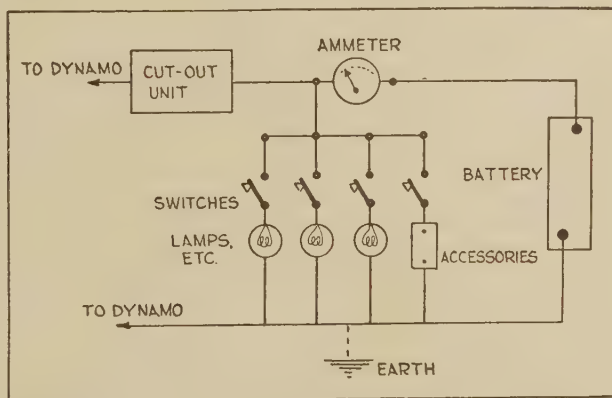 AMMETER
TO DYNAMO
CUT-OUT
UNIT
BATTERY
SWITCHES
LAMPS,
ETC.
ACCESSORIES
TO DYNAMO
EARTH